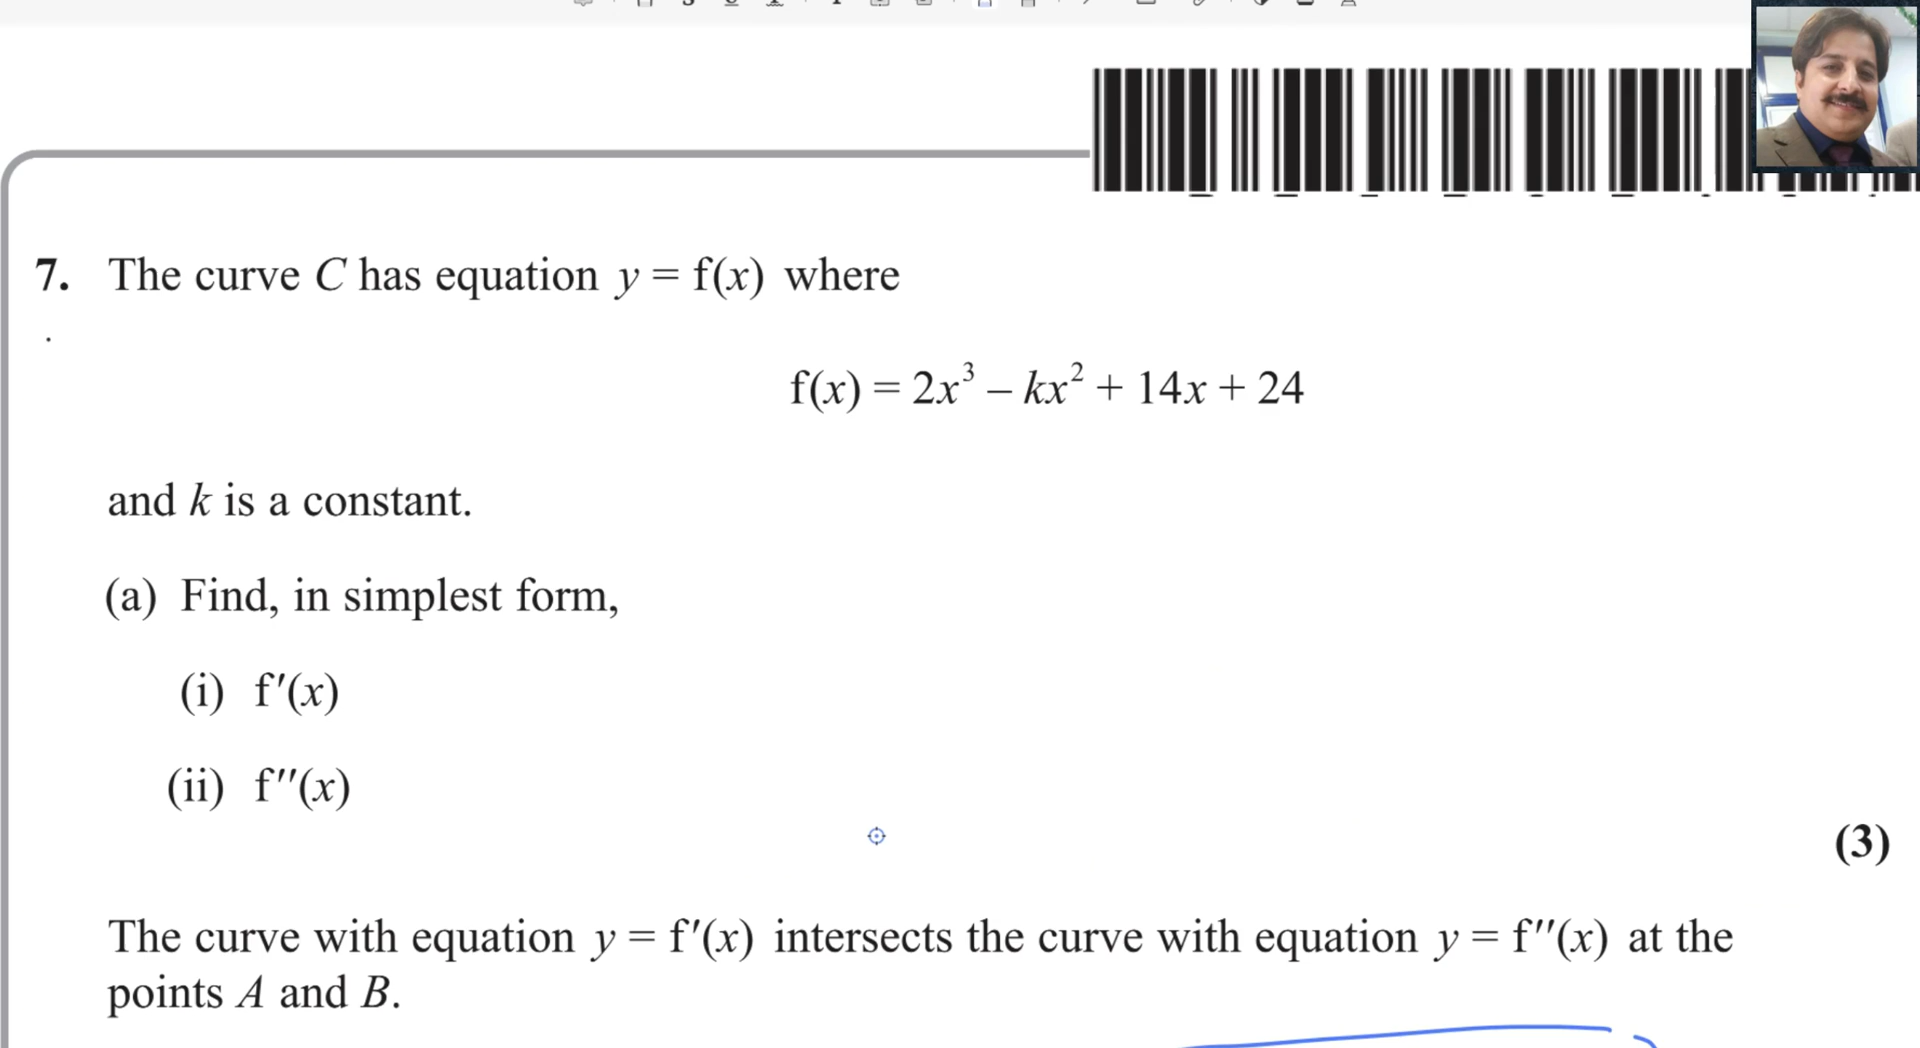 7. The curve C has equation y = f(x) where
f(x) = 2x³ – kx² + 14x + 24
and k is a constant.
(a) Find, in simplest form,
(i) f′(x)
(ii) f″(x)
(3)
The curve with equation y = f′(x) intersects the curve with equation y = f″(x) at the
points A and B.